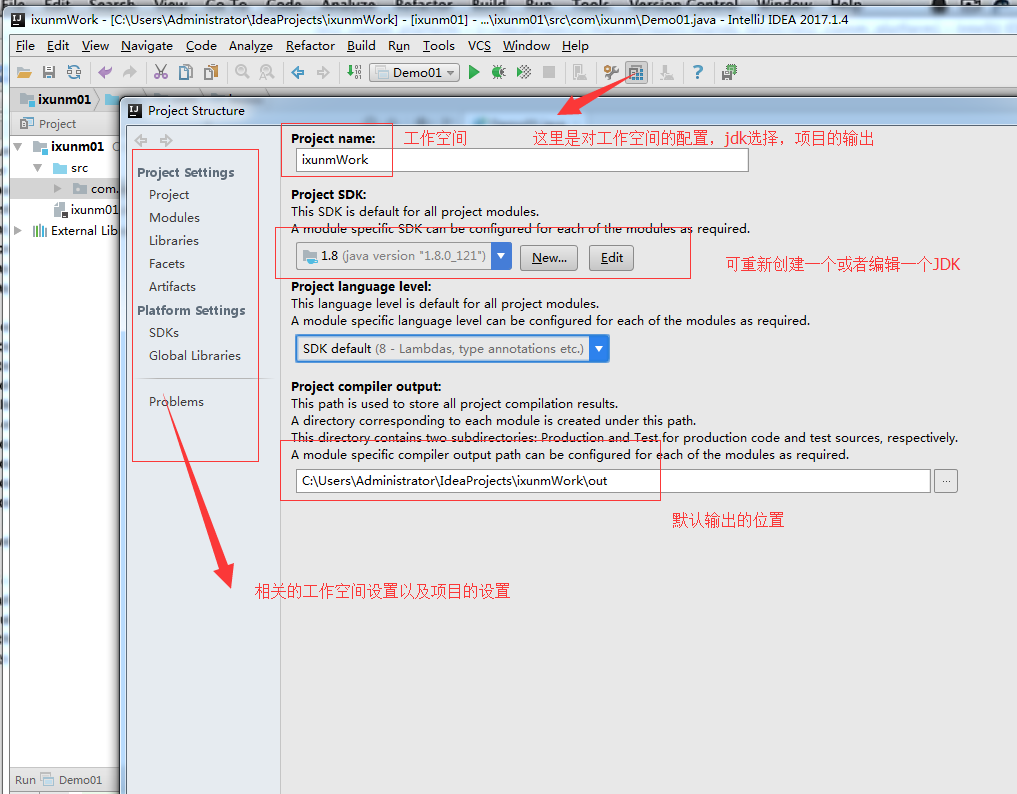 ixunmWork - [C:\Users\Administrator\IdeaProjects\ixunmWork] - [ixunm01] - ...\ixunm01\src\com\ixunm\Demo01.java - IntelliJ IDEA 2017.1.4
File Edit View Navigate Code Analyze Refactor Build Run Tools VCS Window Help
Demo01
ixunm01
Project
ixunm01
src
com.
ixunm01
External Lib
Project Structure
Project Settings
Project
Modules
Libraries
Facets
Artifacts
Platform Settings
SDKs
Global Libraries
Problems
Project name: 工作空间 这里是对工作空间的配置，jdk选择，项目的输出
ixunmWork
Project SDK:
This SDK is default for all project modules.
A module specific SDK can be configured for each of the modules as required.
1.8 (java version "1.8.0_121") New... Edit
可重新创建一个或者编辑一个JDK
Project language level:
This language level is default for all project modules.
A module specific language level can be configured for each of the modules as required.
SDK default (8 - Lambdas, type annotations etc.)
Project compiler output:
This path is used to store all project compilation results.
A directory corresponding to each module is created under this path.
This directory contains two subdirectories: Production and Test for production code and test sources, respectively.
A module specific compiler output path can be configured for each of the modules as required.
C:\Users\Administrator\IdeaProjects\ixunmWork\out ...
默认输出的位置
相关的工作空间设置以及项目的设置
Run Demo01